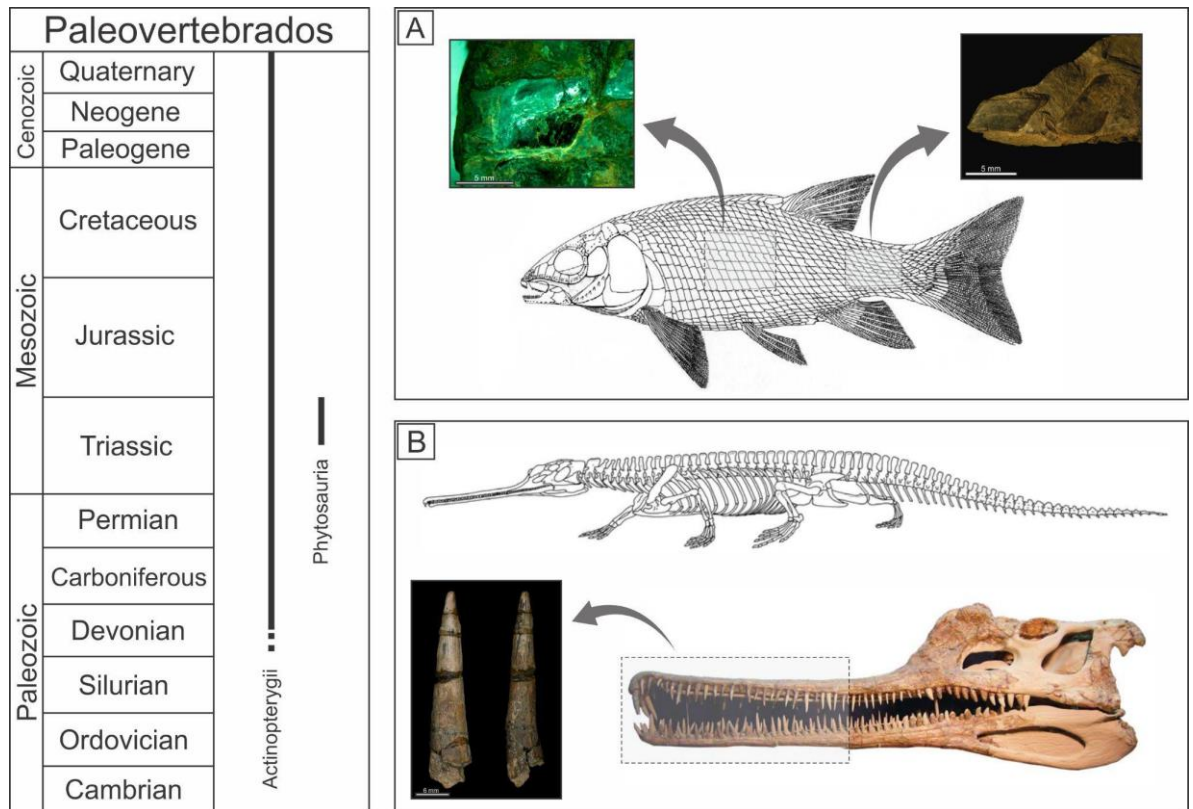 Paleovertebrados
Cenozoic
Quaternary
Neogene
Paleogene
Mesozoic
Cretaceous
Jurassic
Triassic
Paleozoic
Permian
Carboniferous
Devonian
Silurian
Ordovician
Cambrian
Actinopterygii
Phytosauria
A
5 mm
5 mm
B
5 mm